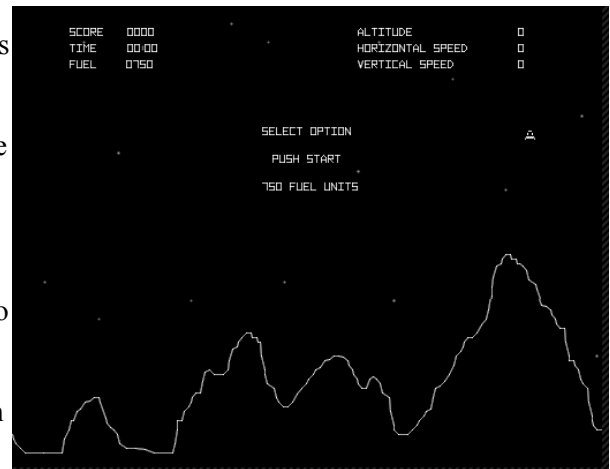 SCORE 0000
TIME 00:00
FUEL 0750
ALTITUDE 0
HORIZONTAL SPEED 0
VERTICAL SPEED 0
SELECT OPTION
PUSH START
750 FUEL UNITS